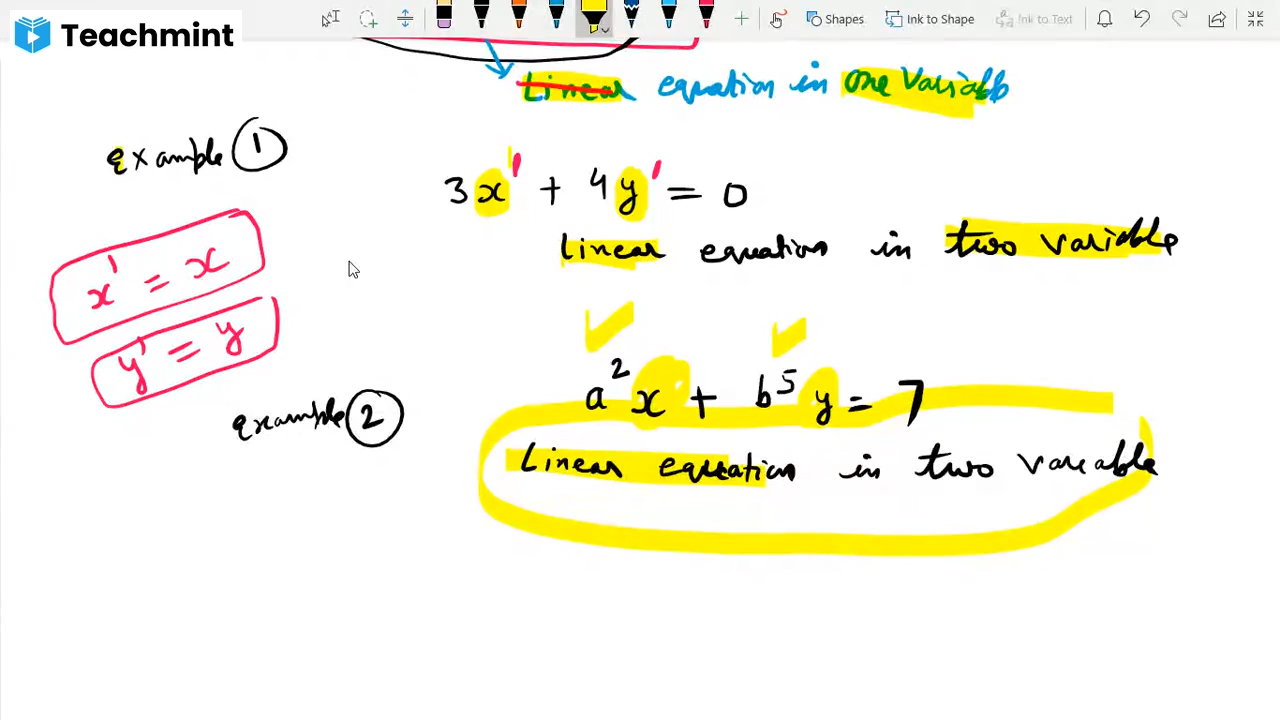 Teachmint
Shapes
Ink to Shape
Ink to Text
Linear equation in one Variabb
example 1
3x¹ + 4y¹ = 0
Linear equation in two variable
x¹ = x
y¹ = y
a²x + b⁵y = 7
example 2
Linear equation in two variable